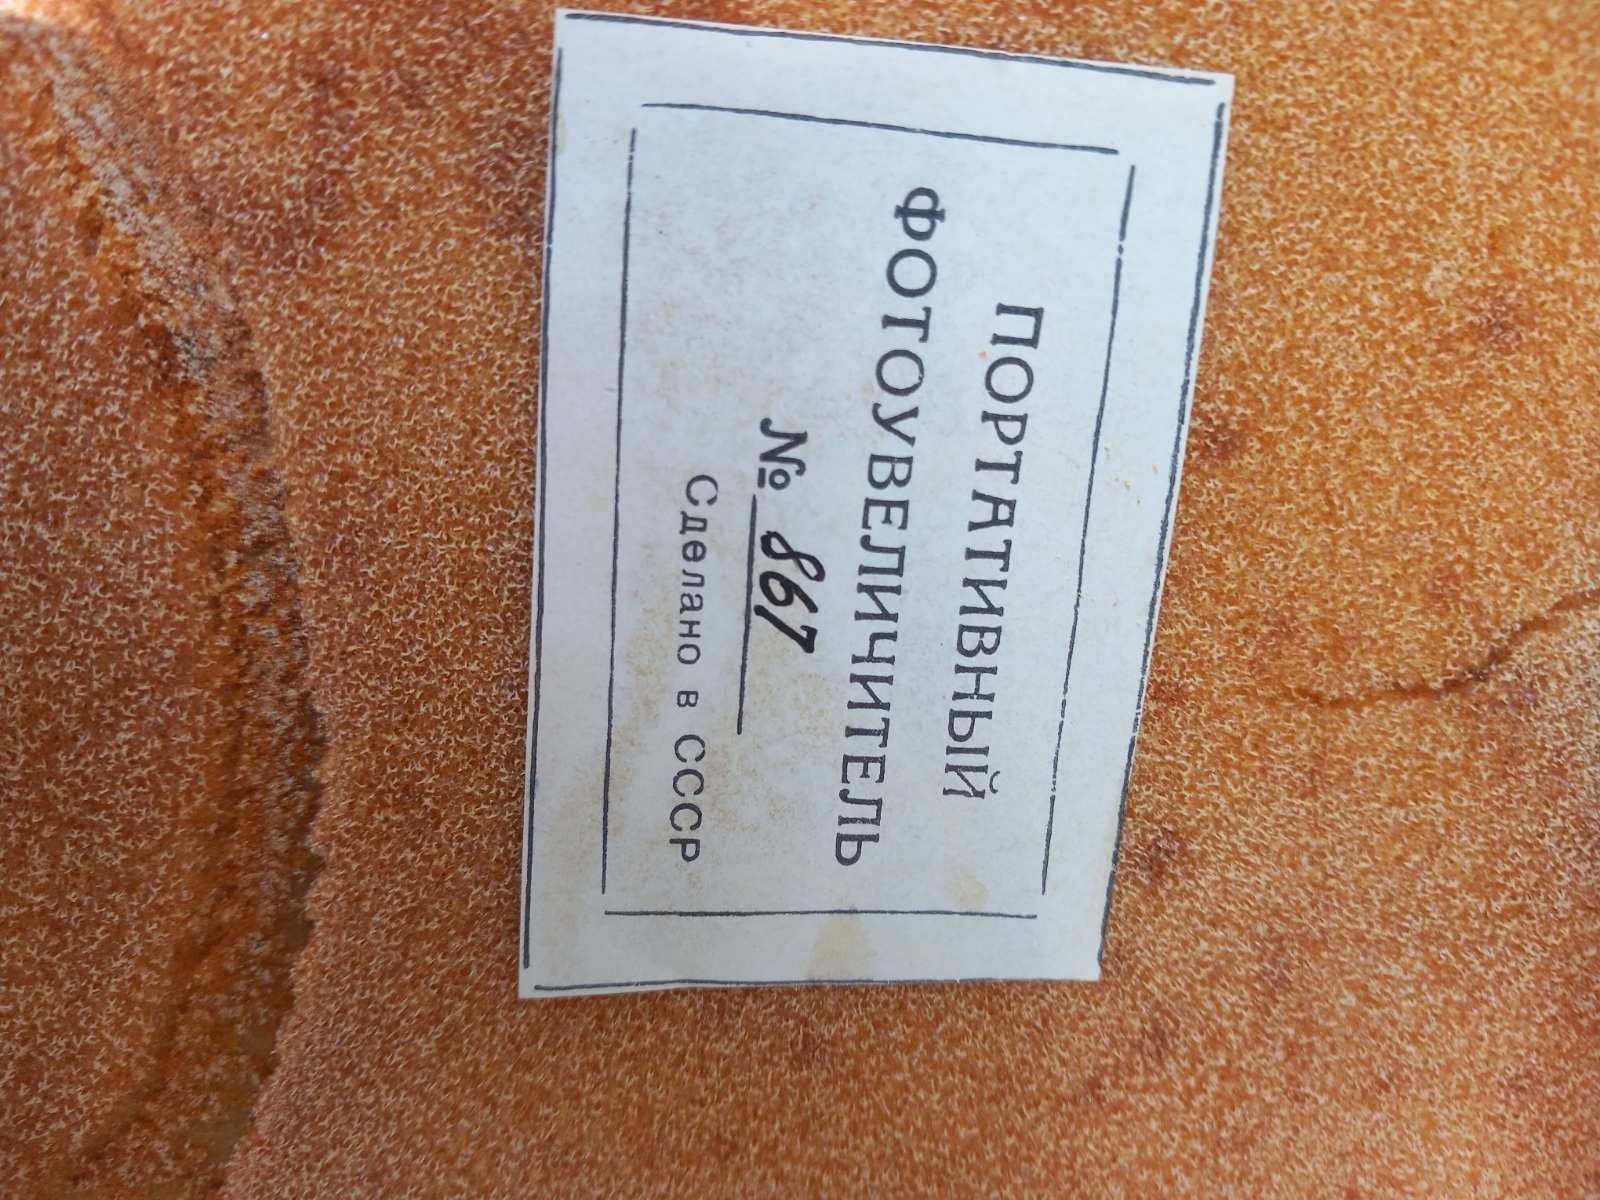 ПОРТАТИВНЫЙ
ФОТОУВЕЛИЧИТЕЛЬ
№ 867
Сделано в СССР